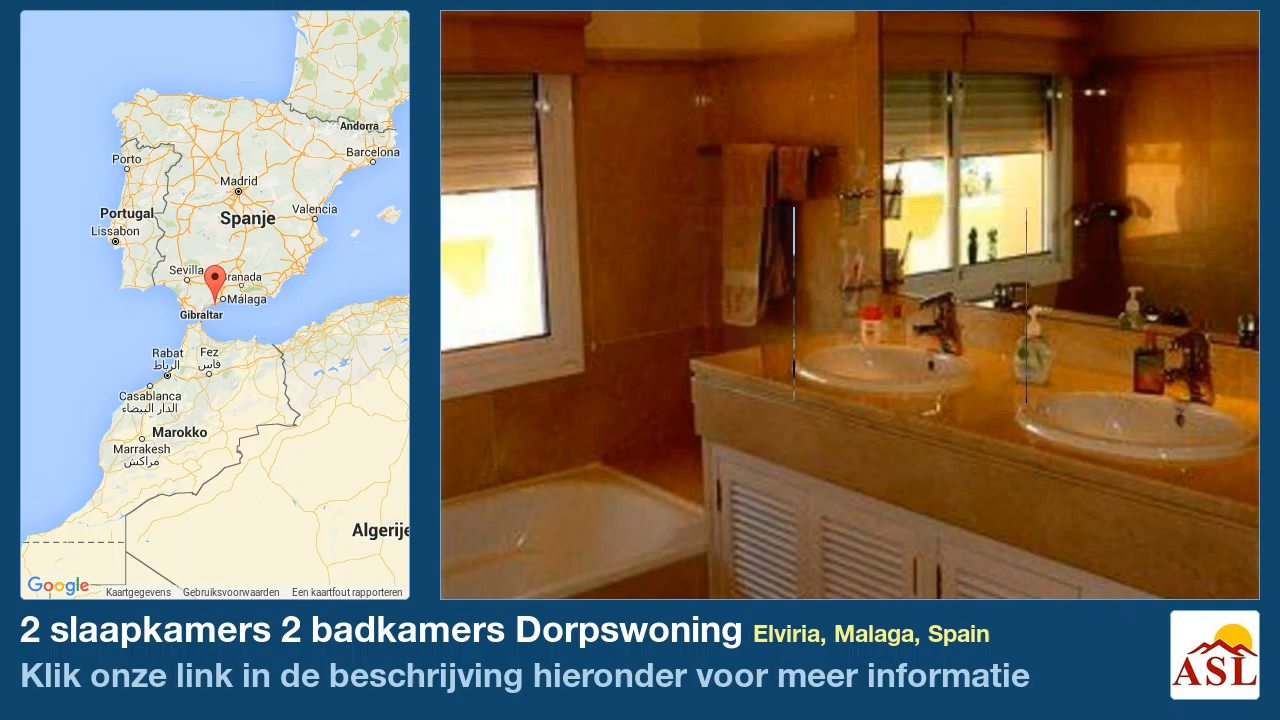 Andorra
Barcelona
Porto
Madrid
Portugal
Spanje
Valencia
Lissabon
Sevilla
Granada
Málaga
Gibraltar
Rabat
الرباط
Fez
فاس
Casablanca
الدار البيضاء
Marokko
Marrakesh
مراكش
Algerije
Google
Kaartgegevens Gebruiksvoorwaarden Een kaartfout rapporteren
2 slaapkamers 2 badkamers Dorpswoning Elviria, Malaga, Spain
Klik onze link in de beschrijving hieronder voor meer informatie
ASL